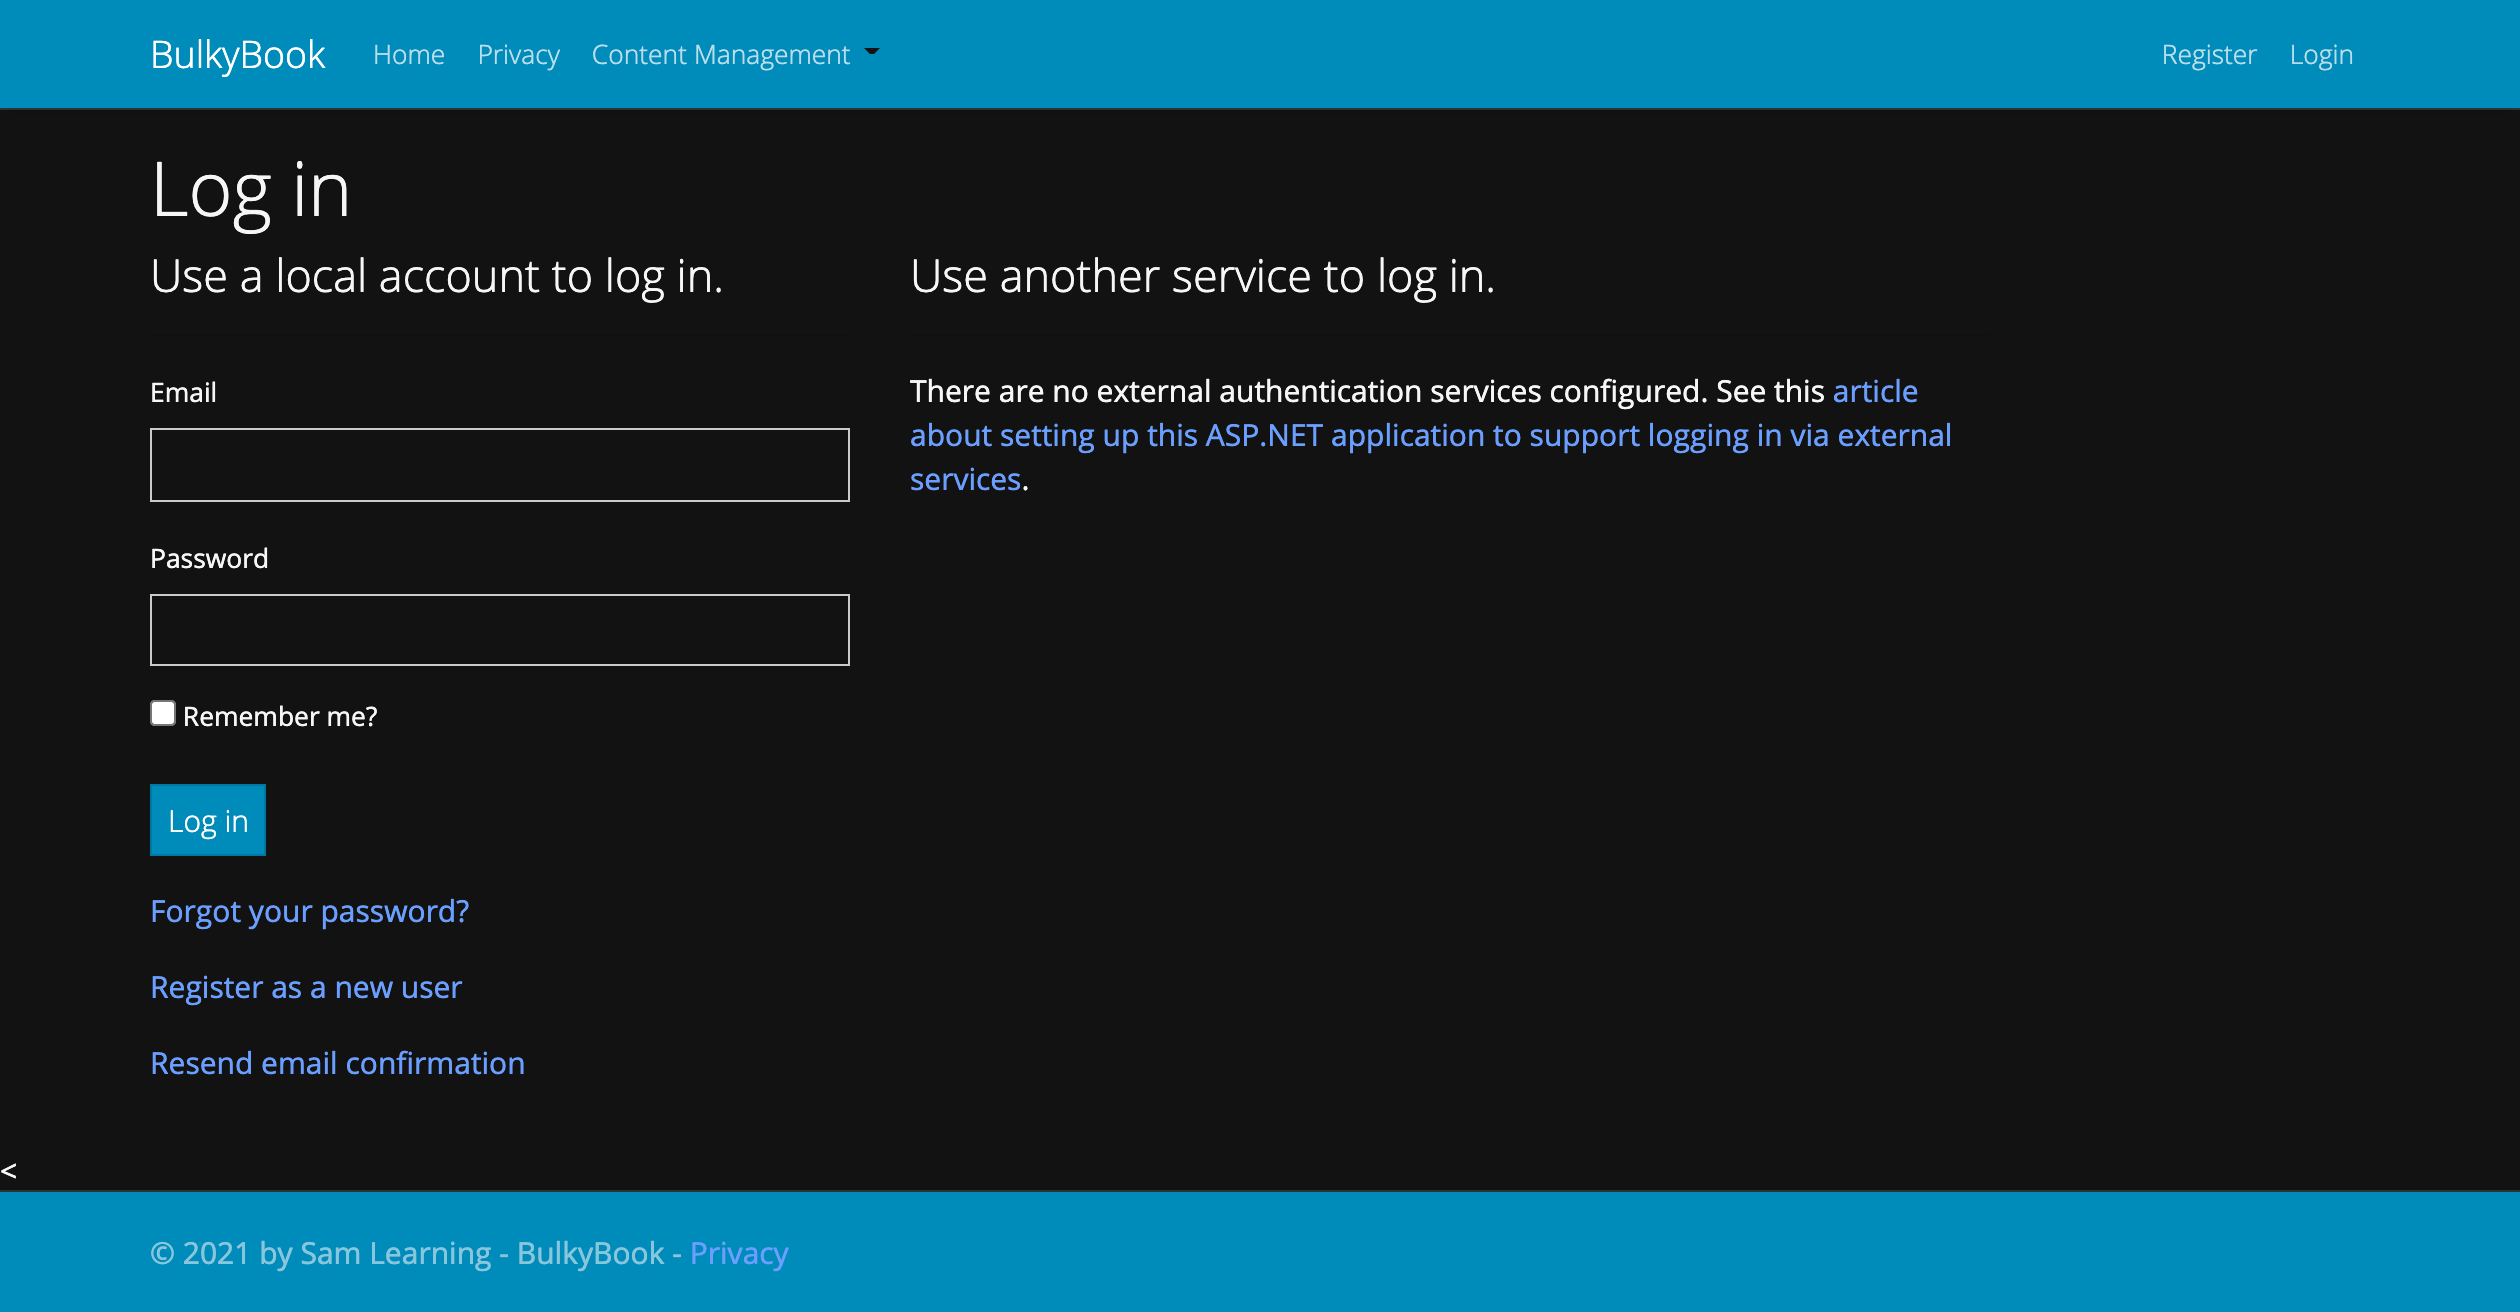 BulkyBook Home Privacy Content Management Register Login
Log in
Use a local account to log in.
Email
Password
Remember me?
Log in
Forgot your password?
Register as a new user
Resend email confirmation
Use another service to log in.
There are no external authentication services configured. See this article
about setting up this ASP.NET application to support logging in via external
services.
<
© 2021 by Sam Learning - BulkyBook - Privacy